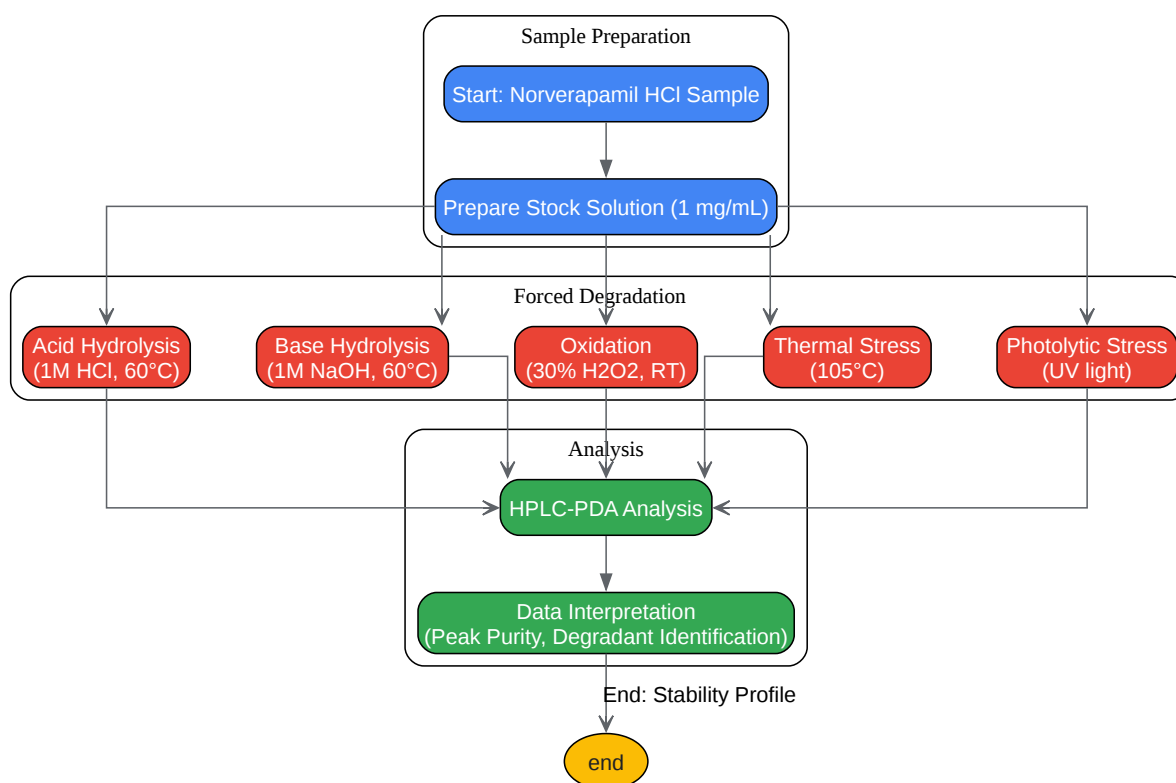 Sample Preparation
Start: Norverapamil HCl Sample
Prepare Stock Solution (1 mg/mL)
Forced Degradation
Acid Hydrolysis
(1M HCl, 60°C)
Base Hydrolysis
(1M NaOH, 60°C)
Oxidation
(30% H2O2, RT)
Thermal Stress
(105°C)
Photolytic Stress
(UV light)
Analysis
HPLC-PDA Analysis
Data Interpretation
(Peak Purity, Degradant Identification)
End: Stability Profile
end